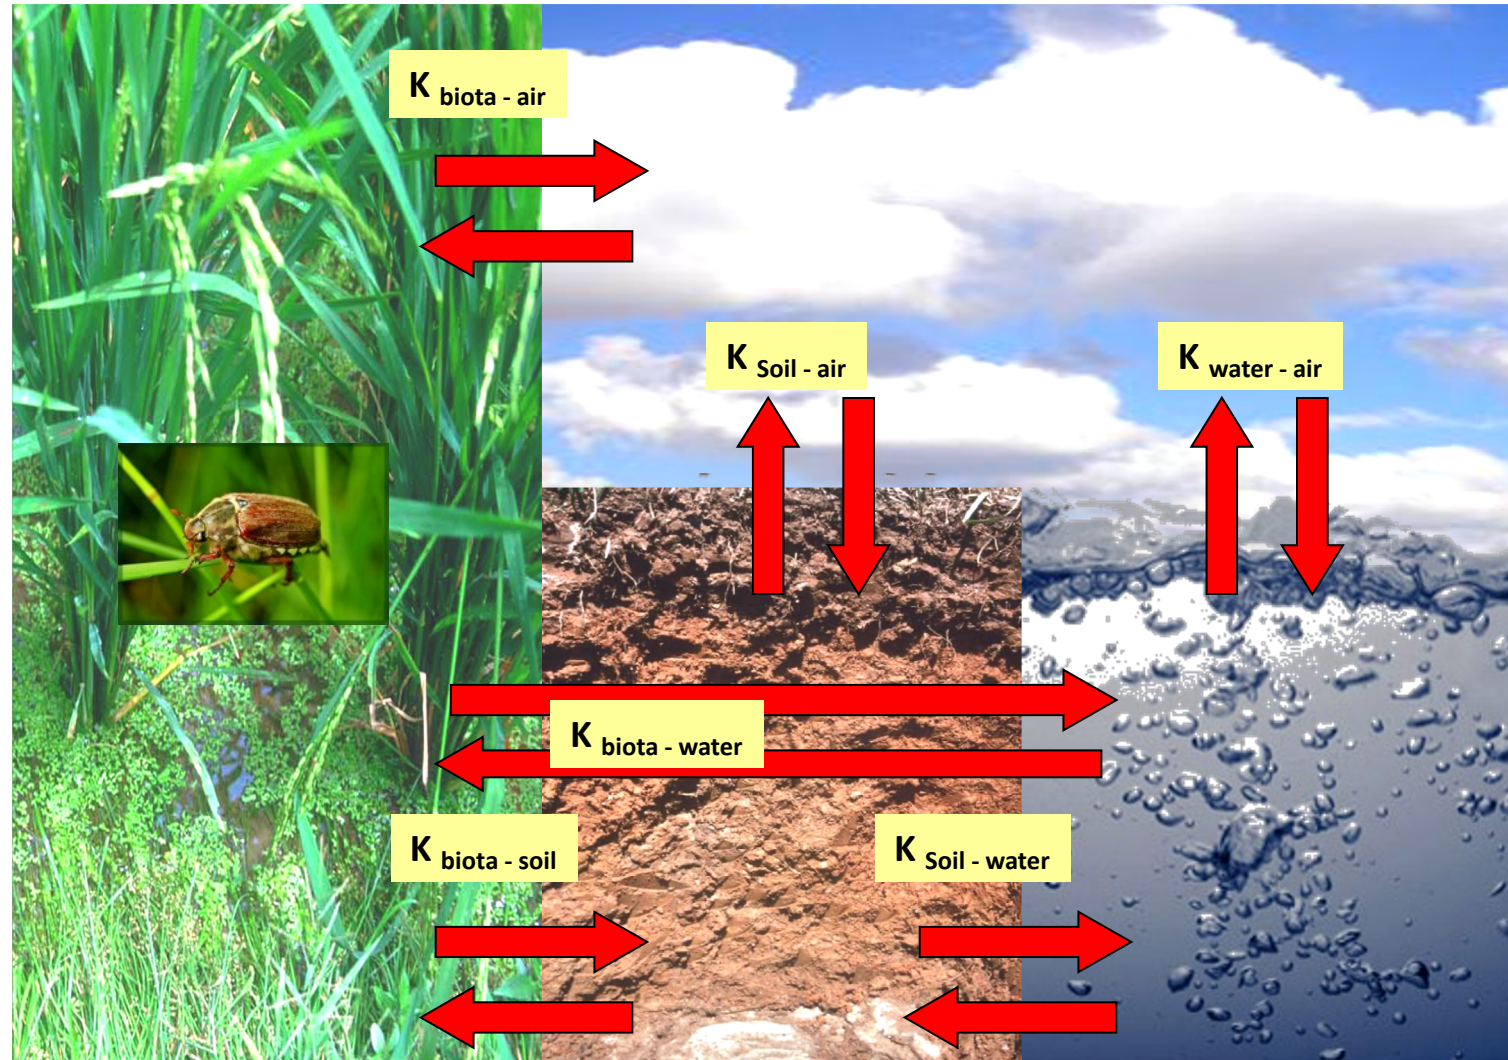 K biota - air
K Soil - air
K water - air
K biota - water
K biota - soil
K Soil - water